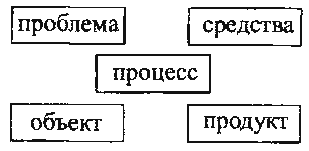 проблема средства
процесс
объект продукт